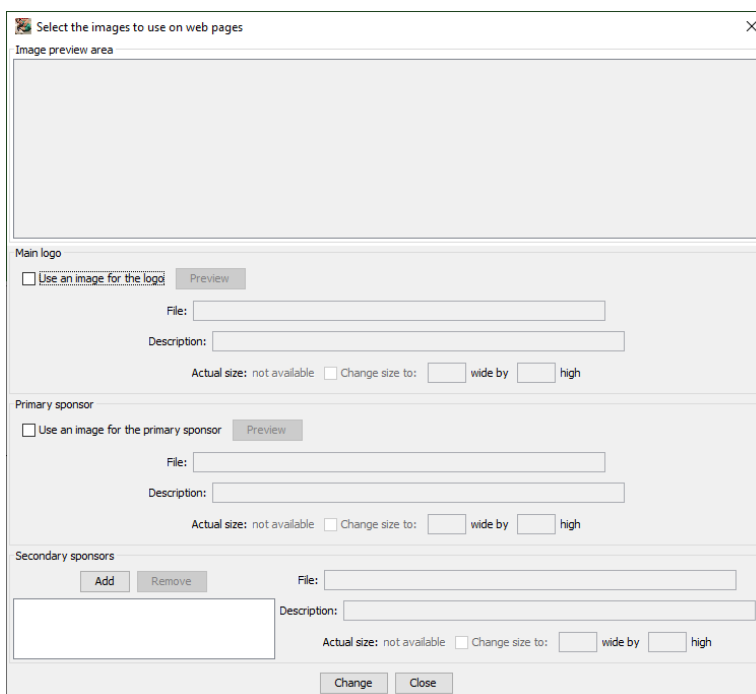 Select the images to use on web pages
Image preview area
Main logo
Use an image for the logo Preview
File:
Description:
Actual size: not available Change size to: wide by high
Primary sponsor
Use an image for the primary sponsor Preview
File:
Description:
Actual size: not available Change size to: wide by high
Secondary sponsors
Add Remove File:
Description:
Actual size: not available Change size to: wide by high
Change Close